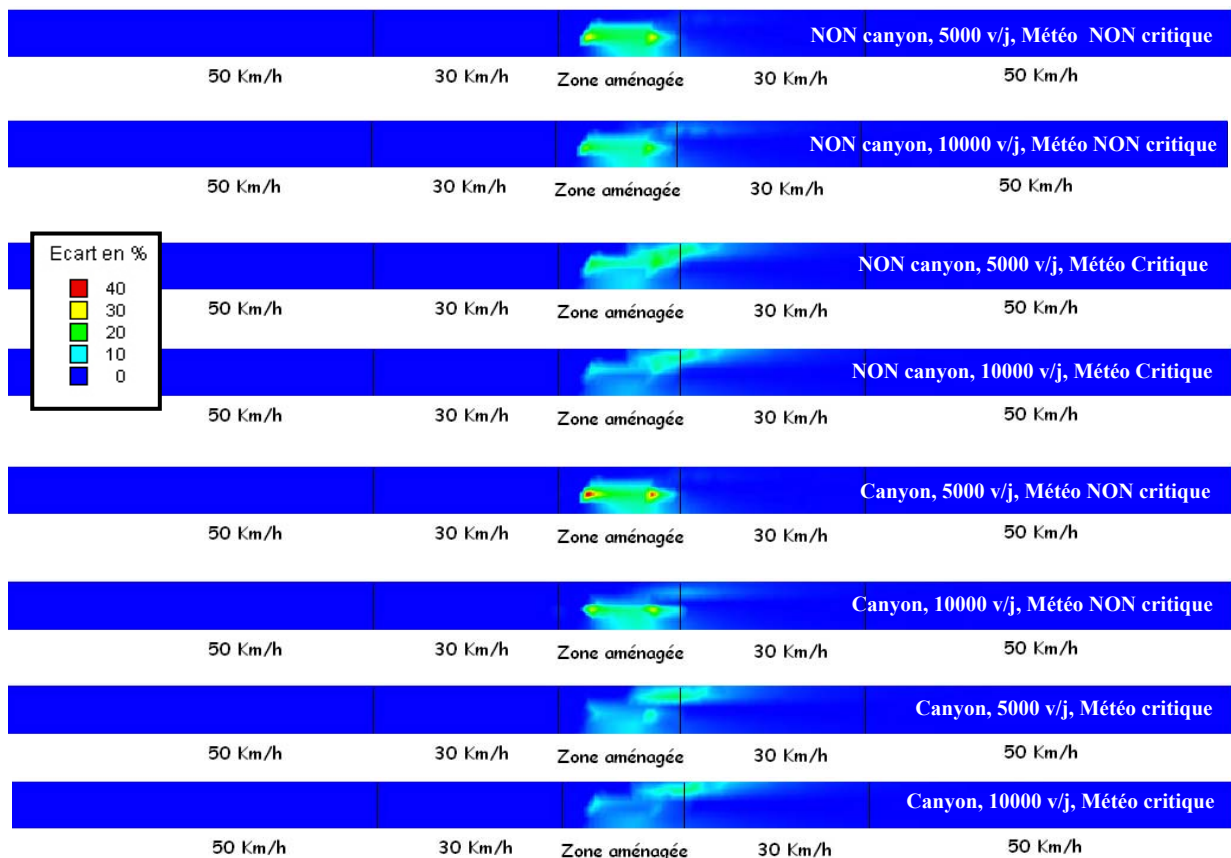 NON canyon, 5000 v/j, Météo NON critique
50 Km/h 30 Km/h Zone aménagée 30 Km/h 50 Km/h
NON canyon, 10000 v/j, Météo NON critique
50 Km/h 30 Km/h Zone aménagée 30 Km/h 50 Km/h
Ecart en %
40
30
20
10
0
NON canyon, 5000 v/j, Météo Critique
50 Km/h 30 Km/h Zone aménagée 30 Km/h 50 Km/h
NON canyon, 10000 v/j, Météo Critique
50 Km/h 30 Km/h Zone aménagée 30 Km/h 50 Km/h
Canyon, 5000 v/j, Météo NON critique
50 Km/h 30 Km/h Zone aménagée 30 Km/h 50 Km/h
Canyon, 10000 v/j, Météo NON critique
50 Km/h 30 Km/h Zone aménagée 30 Km/h 50 Km/h
Canyon, 5000 v/j, Météo critique
50 Km/h 30 Km/h Zone aménagée 30 Km/h 50 Km/h
Canyon, 10000 v/j, Météo critique
50 Km/h 30 Km/h Zone aménagée 30 Km/h 50 Km/h